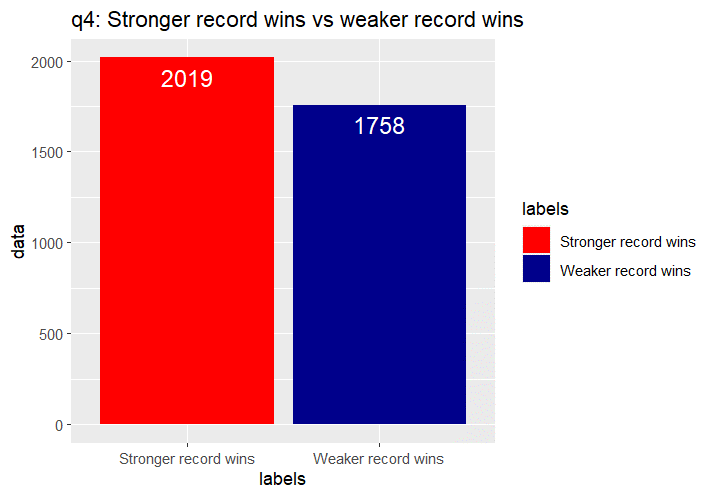 q4: Stronger record wins vs weaker record wins
2000
1500
1000
500
0
data
2019
1758
Stronger record wins
Weaker record wins
labels
labels
Stronger record wins
Weaker record wins